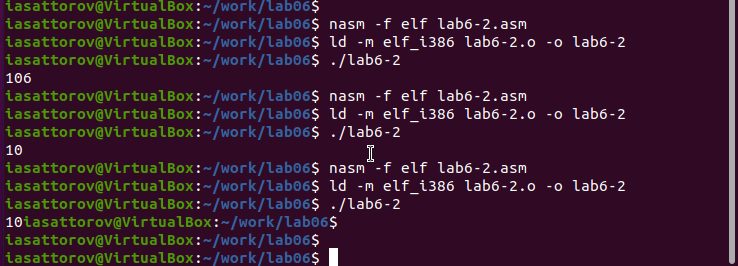 iasattorov@VirtualBox:~/work/lab06$
iasattorov@VirtualBox:~/work/lab06$ nasm -f elf lab6-2.asm
iasattorov@VirtualBox:~/work/lab06$ ld -m elf_i386 lab6-2.o -o lab6-2
iasattorov@VirtualBox:~/work/lab06$ ./lab6-2
106
iasattorov@VirtualBox:~/work/lab06$ nasm -f elf lab6-2.asm
iasattorov@VirtualBox:~/work/lab06$ ld -m elf_i386 lab6-2.o -o lab6-2
iasattorov@VirtualBox:~/work/lab06$ ./lab6-2
10
iasattorov@VirtualBox:~/work/lab06$ nasm -f elf lab6-2.asm
iasattorov@VirtualBox:~/work/lab06$ ld -m elf_i386 lab6-2.o -o lab6-2
iasattorov@VirtualBox:~/work/lab06$ ./lab6-2
10iasattorov@VirtualBox:~/work/lab06$
iasattorov@VirtualBox:~/work/lab06$
iasattorov@VirtualBox:~/work/lab06$